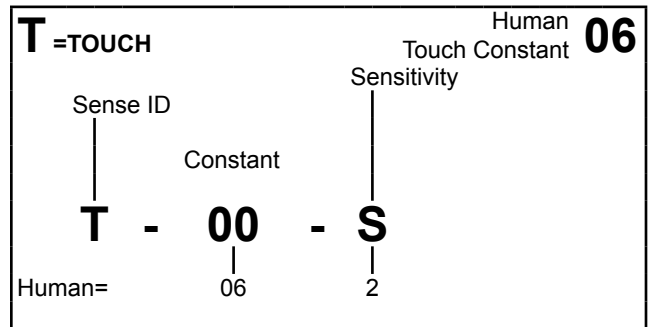 T =TOUCH
Human
Touch Constant 06
Sensitivity
Sense ID
Constant
T - 00 - S
Human= 06 2